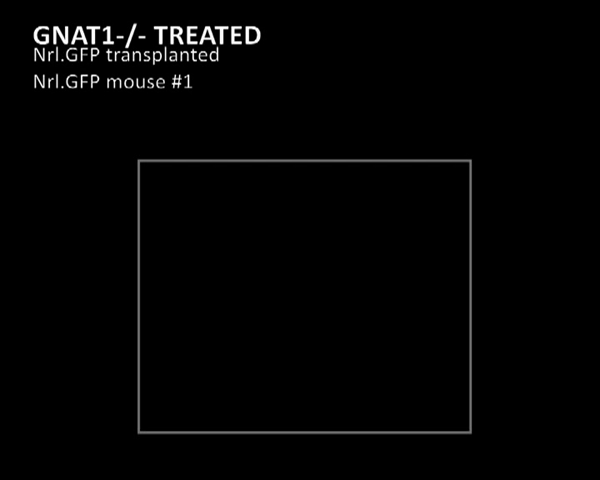 GNAT1-/- TREATED
Nrl.GFP transplanted
Nrl.GFP mouse #1